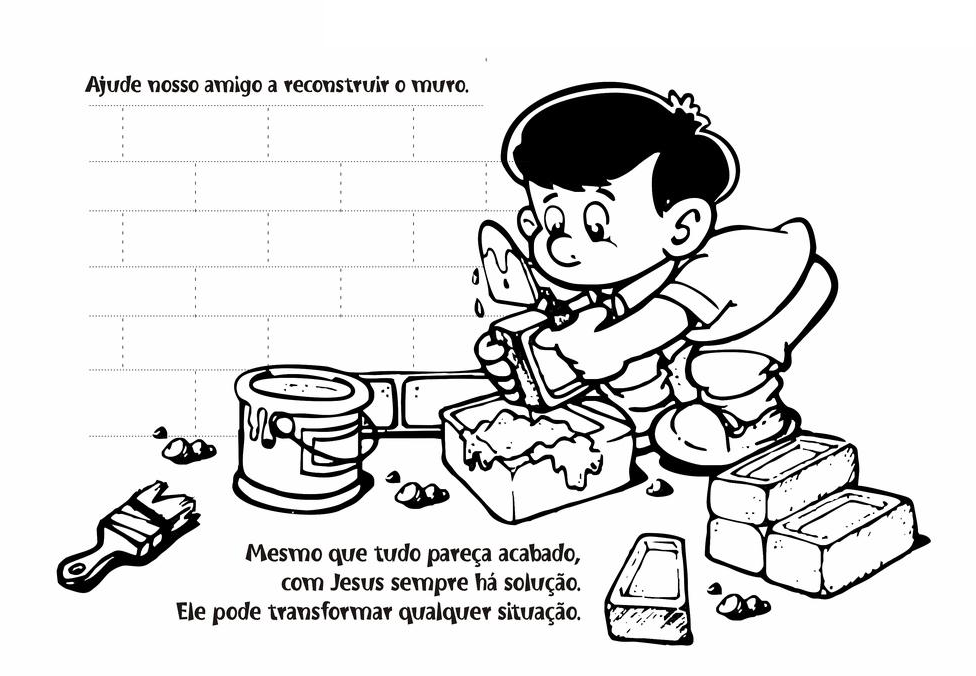 Ajude nosso amigo a reconstruir o muro.
Mesmo que tudo pareça acabado,
com Jesus sempre há solução.
Ele pode transformar qualquer situação.